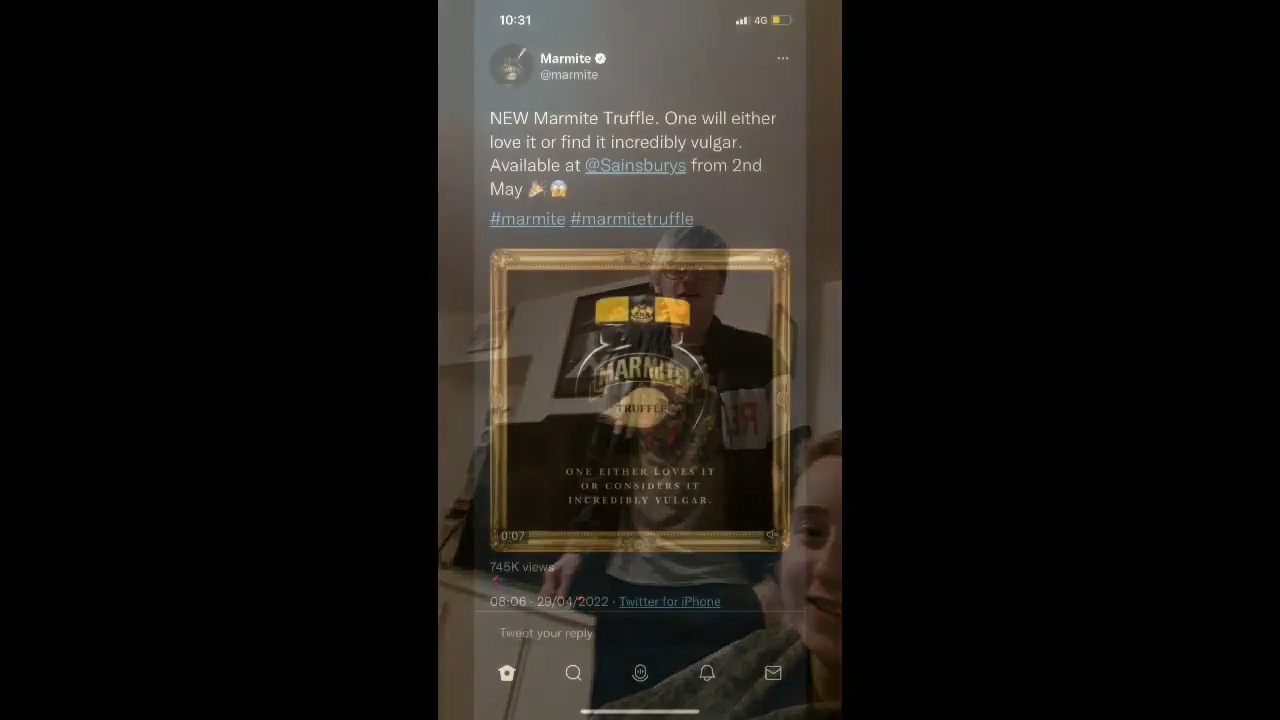 10:31
4G
Marmite
@marmite
NEW Marmite Truffle. One will either
love it or find it incredibly vulgar.
Available at @Sainsburys from 2nd
May 🎉😱
#marmite #marmitetruffle
MARMITE
TRUFFLE
ONE EITHER LOVES IT
OR CONSIDERS IT
INCREDIBLY VULGAR.
0:07
745K views
08:06 · 29/04/2022 · Twitter for iPhone
Tweet your reply